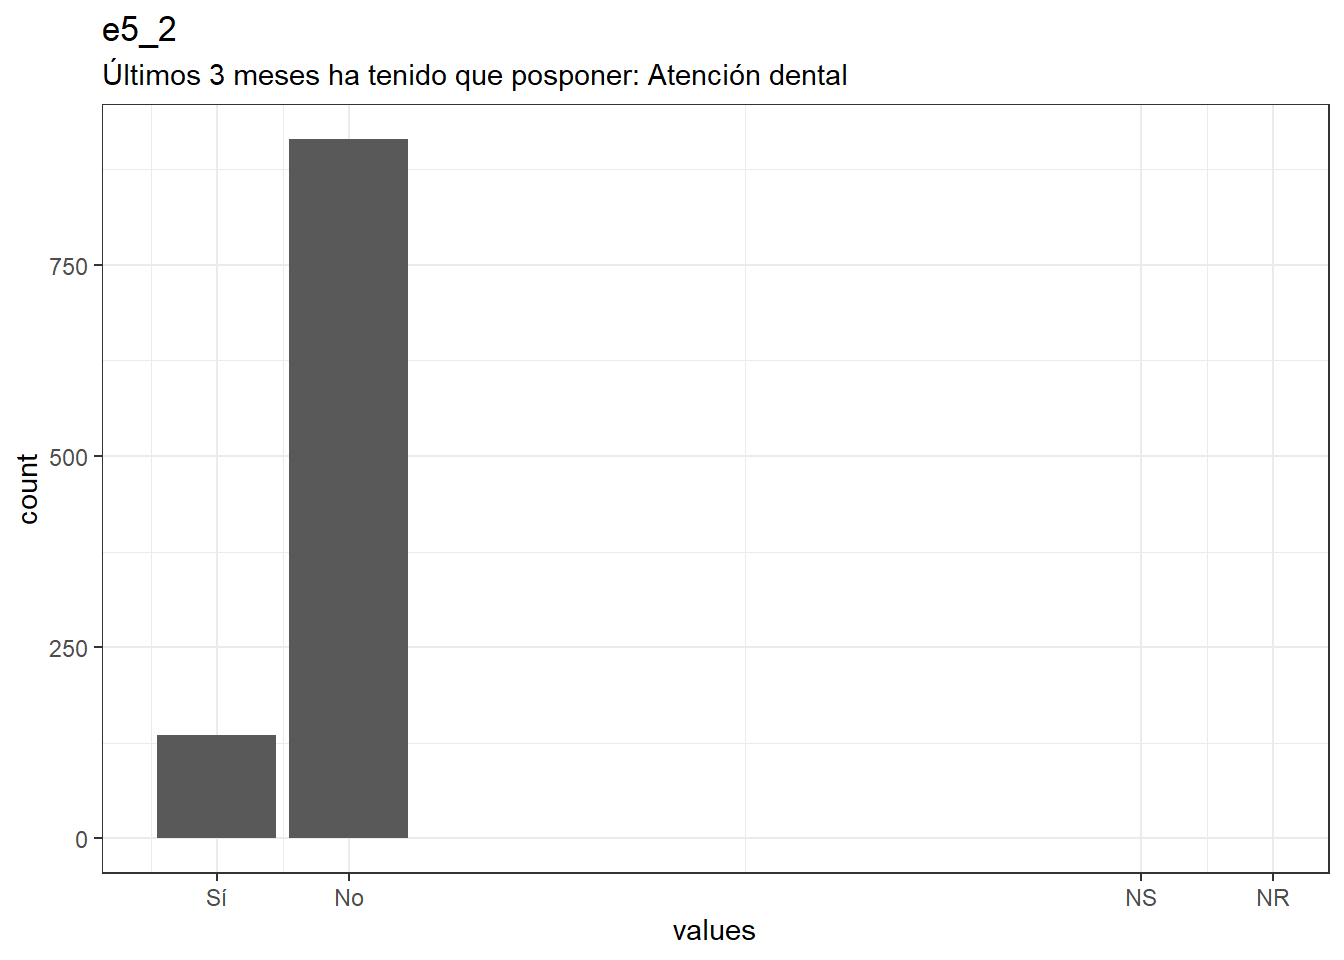 e5_2
Últimos 3 meses ha tenido que posponer: Atención dental
750
500
250
0
count
Sí No NS NR
values